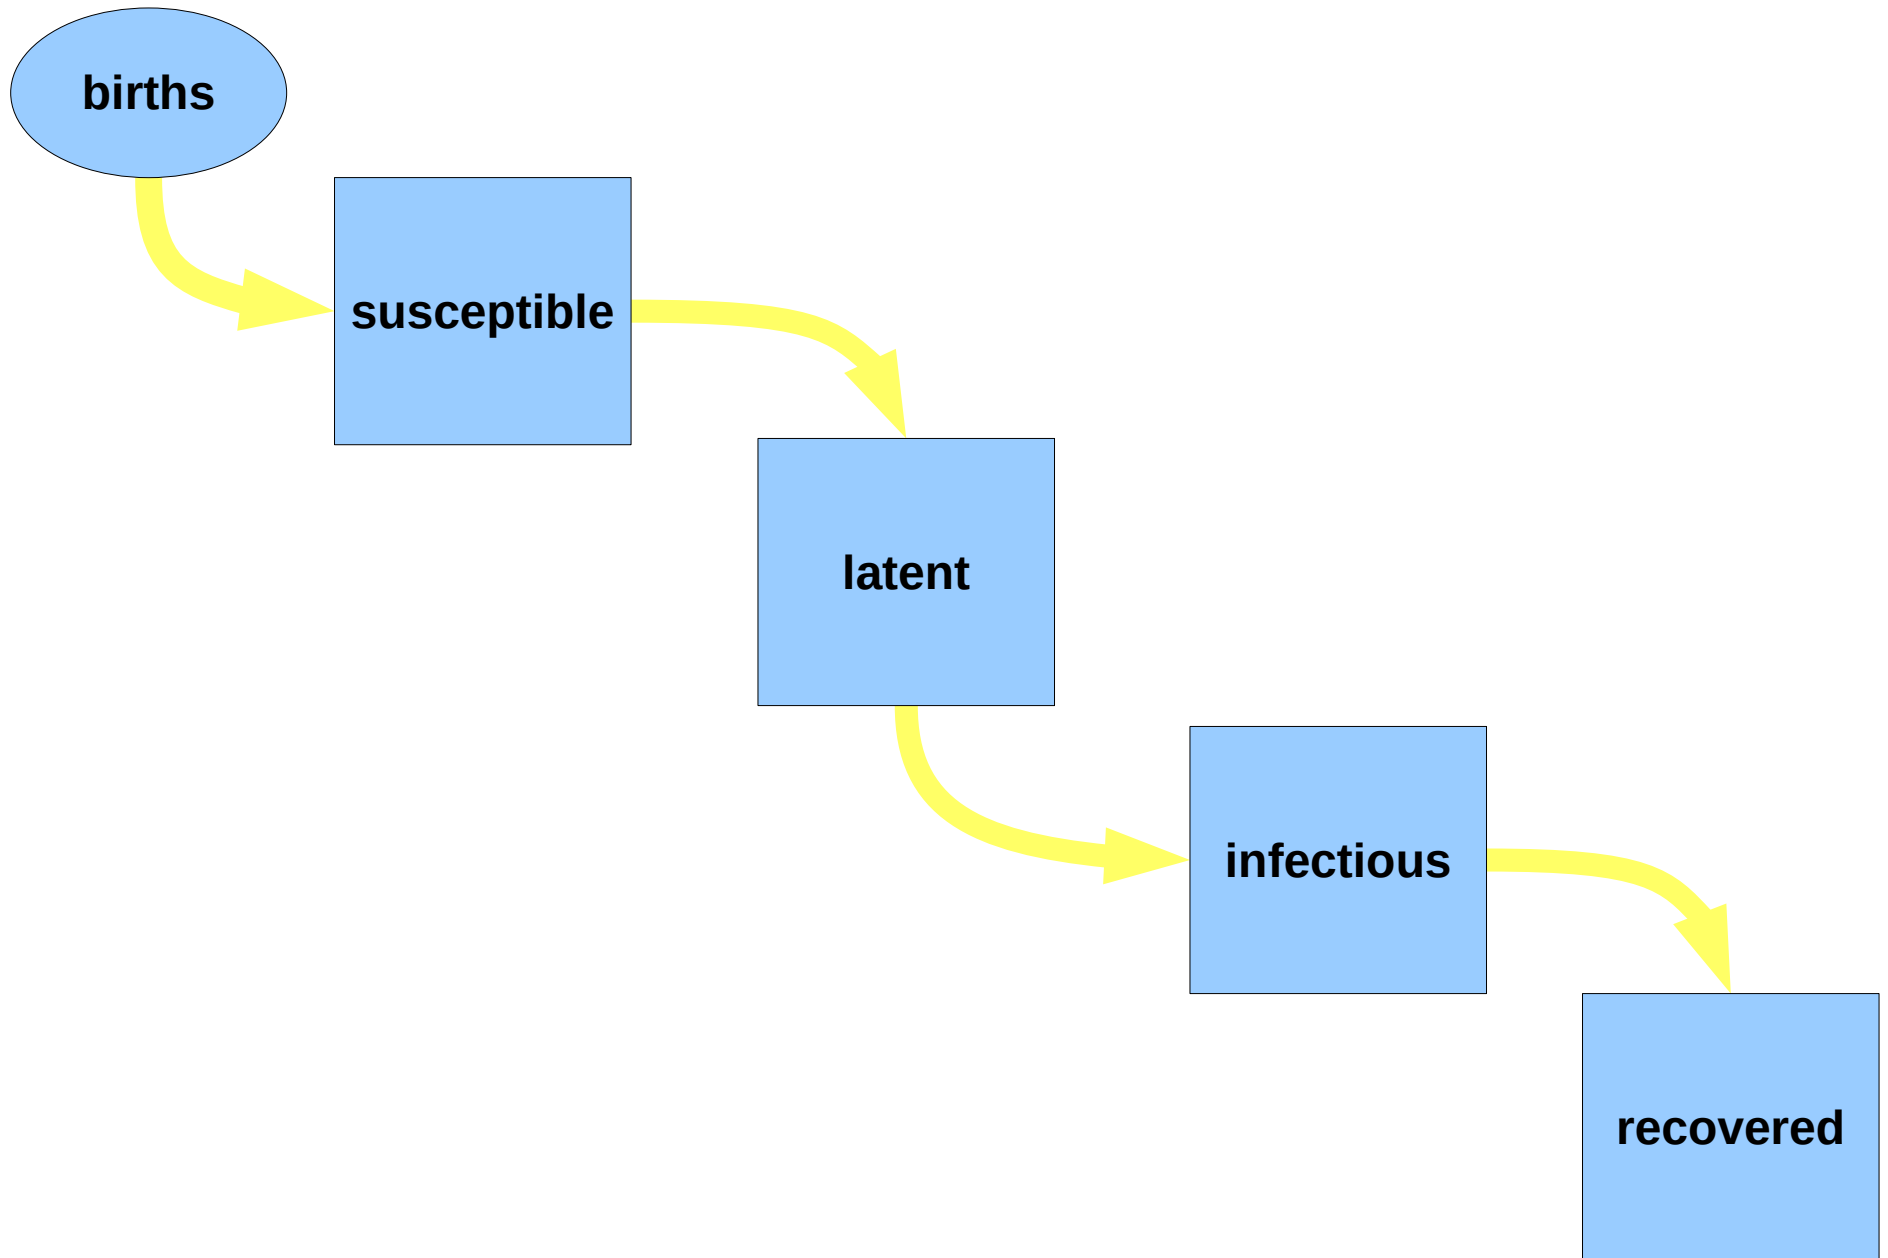 births
susceptible
latent
infectious
recovered